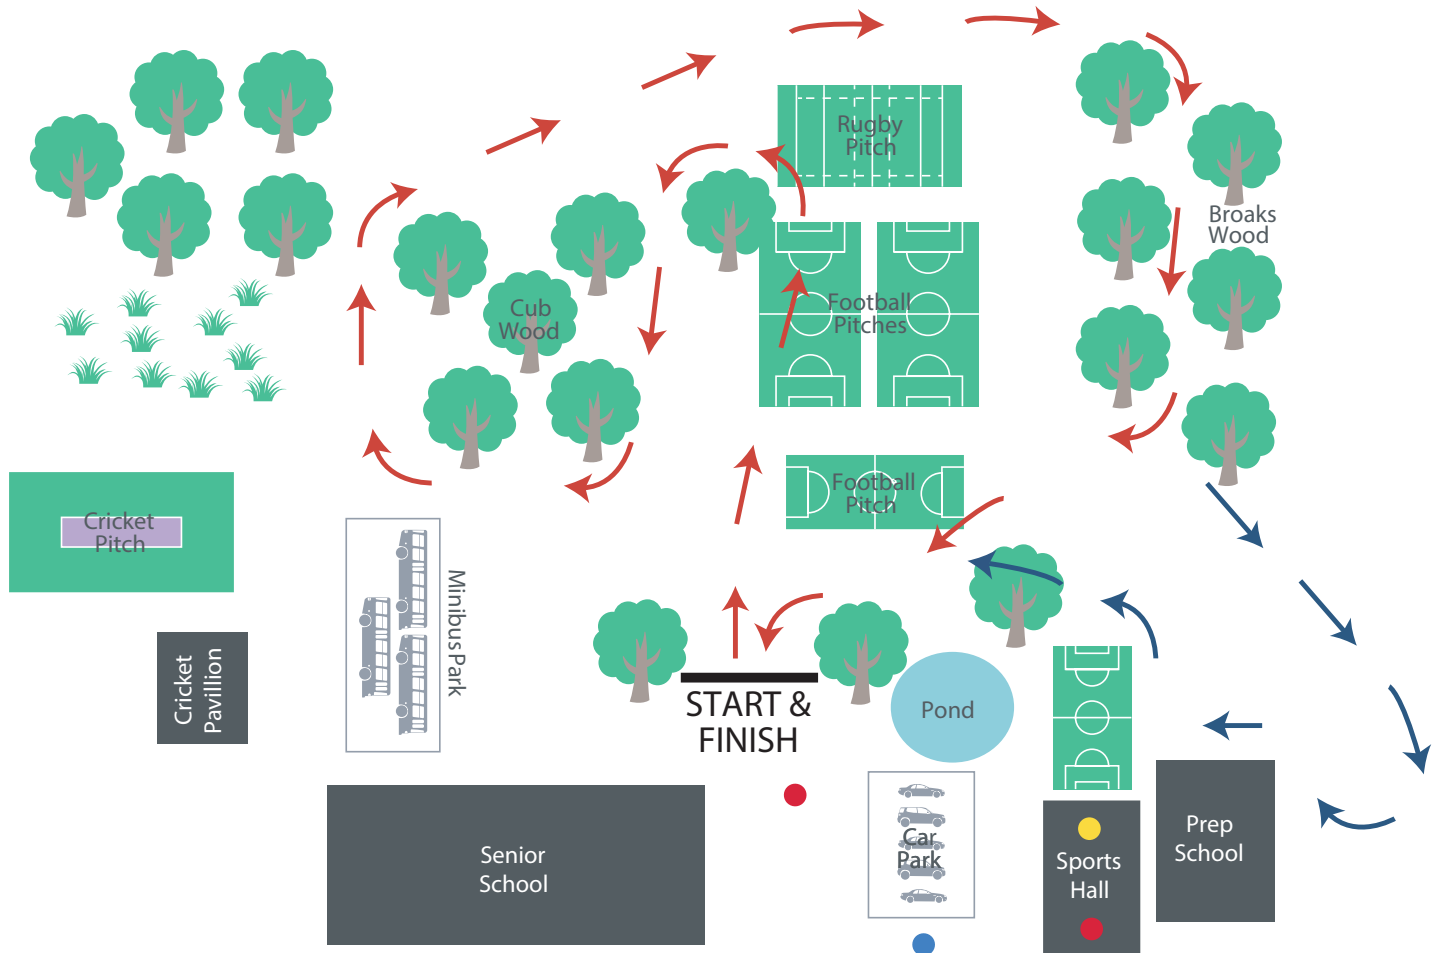 Rugby
Pitch
Broaks
Wood
Cub
Wood
Football
Pitches
Football
Pitch
Cricket
Pitch
Minibus Park
Cricket
Pavillion
START &
FINISH
Pond
Car
Park
Sports
Hall
Prep
School
Senior
School